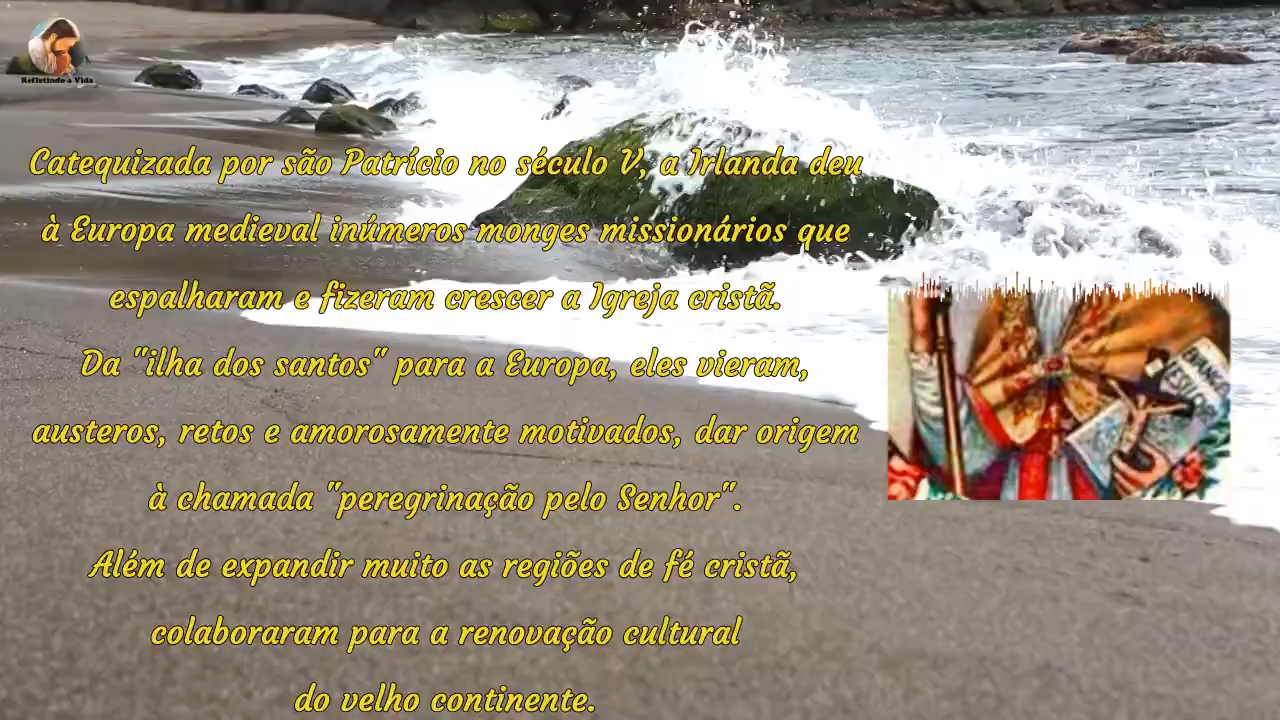 Refletindo a Vida
Catequizada por são Patrício no século V, a Irlanda deu
à Europa medieval inúmeros monges missionários que
espalharam e fizeram crescer a Igreja cristã.
Da "ilha dos santos" para a Europa, eles vieram,
austeros, retos e amorosamente motivados, dar origem
à chamada "peregrinação pelo Senhor".
Além de expandir muito as regiões de fé cristã,
colaboraram para a renovação cultural
do velho continente.